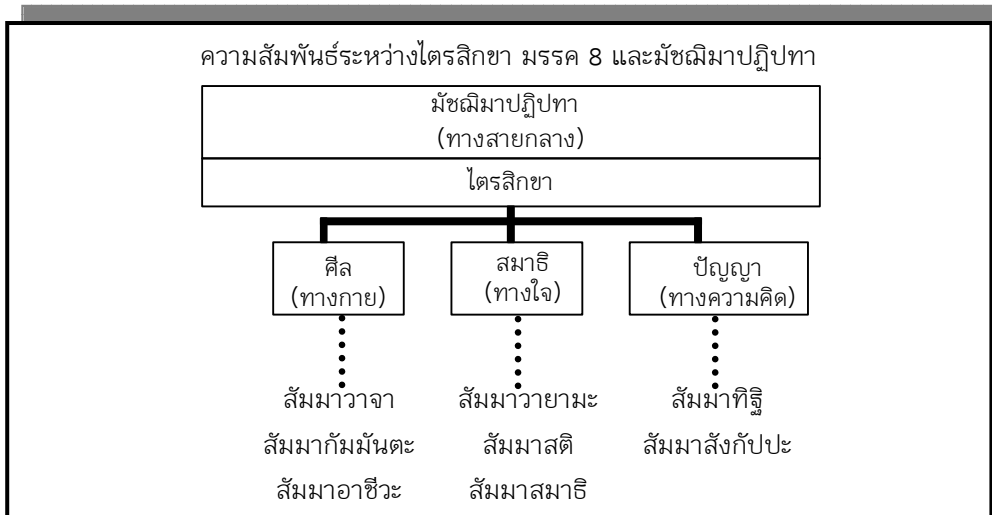 ความสัมพันธ์ระหว่างไตรสิกขา มรรค 8 และมัชฌิมาปฏิปทา
มัชฌิมาปฏิปทา
(ทางสายกลาง)
ไตรสิกขา
ศีล
(ทางกาย)
สมาธิ
(ทางใจ)
ปัญญา
(ทางความคิด)
สัมมาวาจา
สัมมากัมมันตะ
สัมมาอาชีวะ
สัมมาวายามะ
สัมมาสติ
สัมมาสมาธิ
สัมมาทิฐิ
สัมมาสังกัปปะ